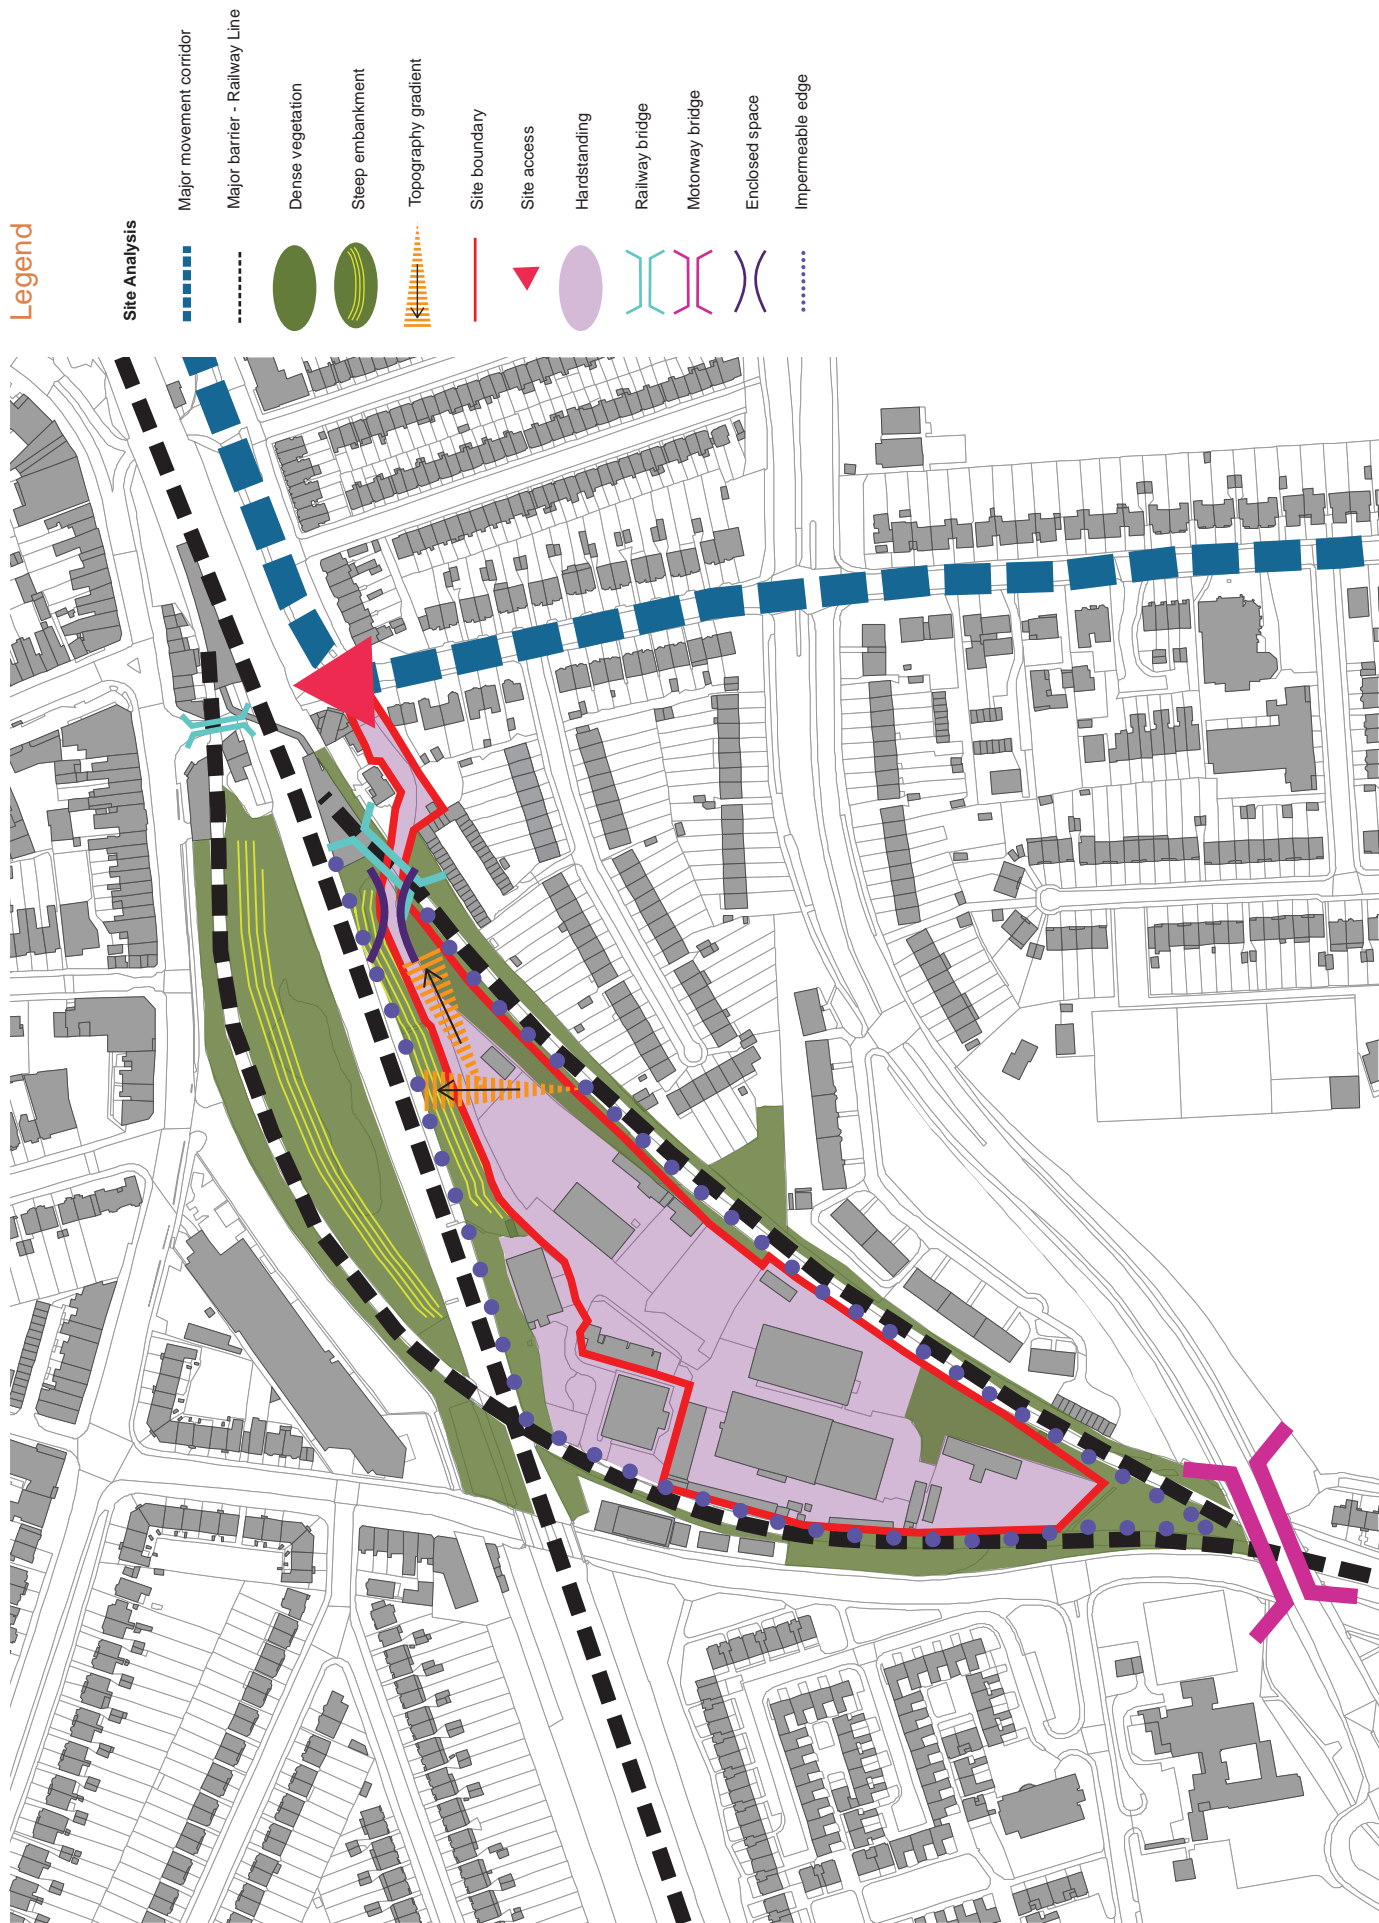 Legend
Site Analysis
Major movement corridor
Major barrier - Railway Line
Dense vegetation
Steep embankment
Topography gradient
Site boundary
Site access
Hardstanding
Railway bridge
Motorway bridge
Enclosed space
Impermeable edge